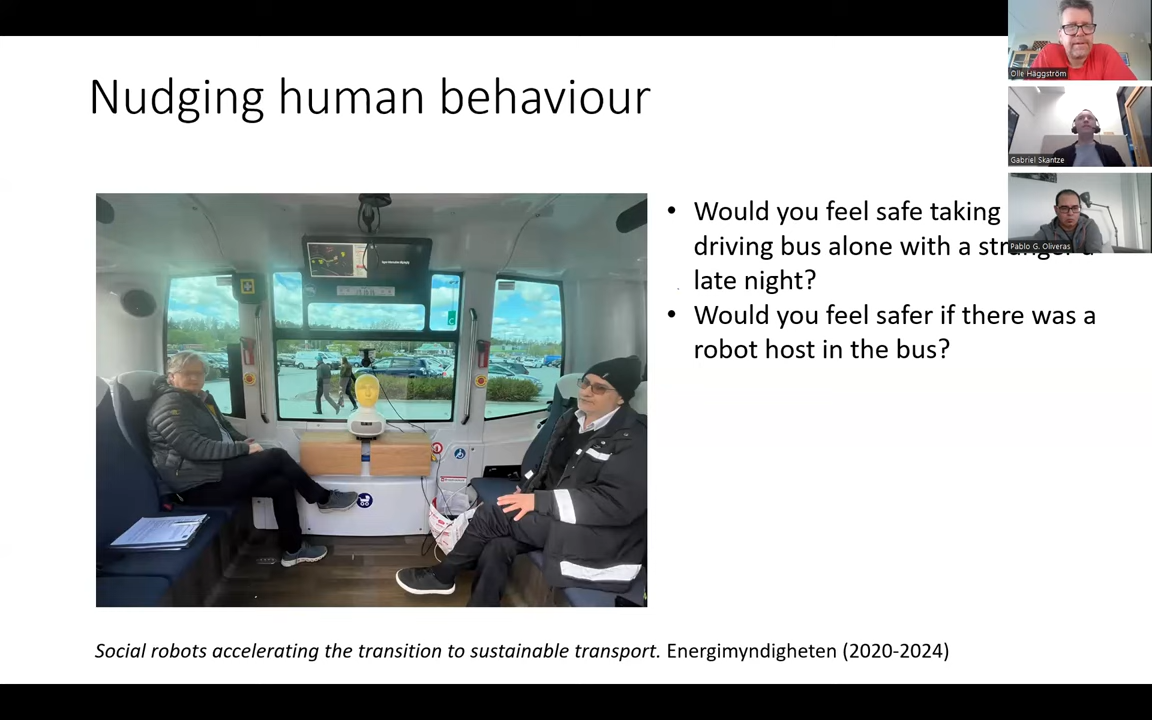 Nudging human behaviour
Olle Häggström
Gabriel Skantze
Pablo G. Oliveras
• Would you feel safe taking
driving bus alone with a stranger
late night?
• Would you feel safer if there was a
robot host in the bus?
Social robots accelerating the transition to sustainable transport. Energimyndigheten (2020-2024)